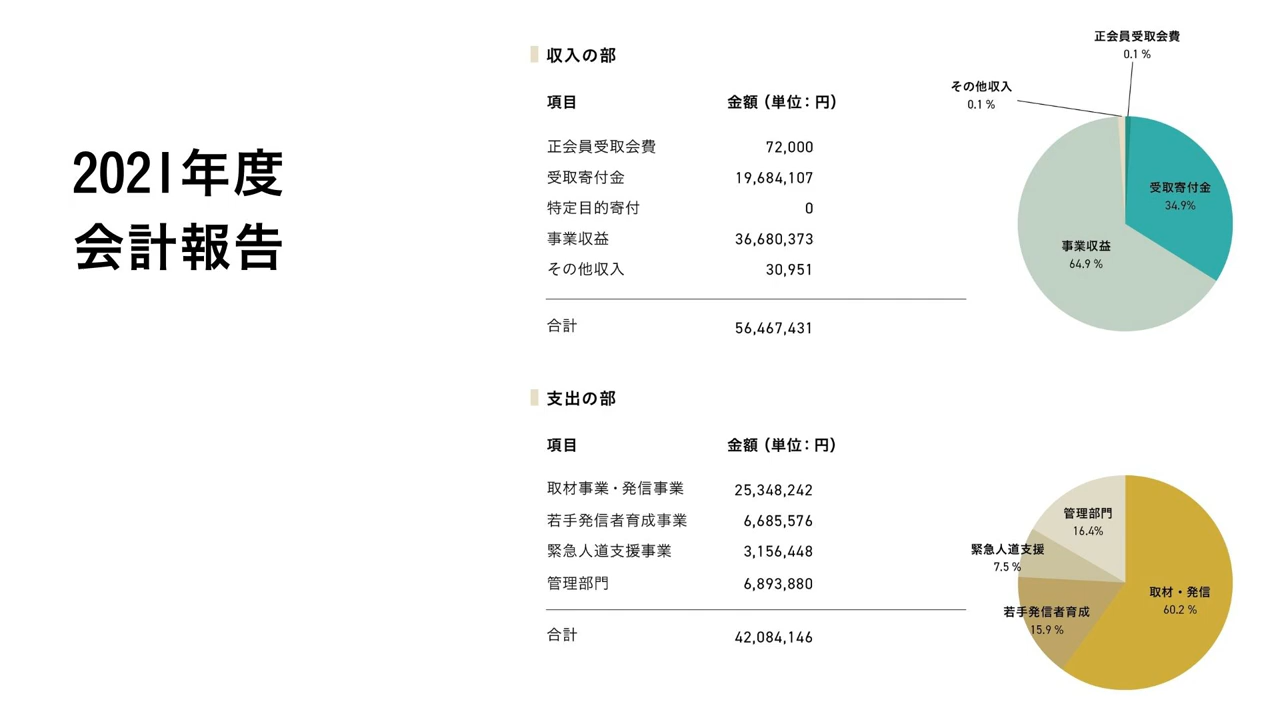 2021年度
会計報告
収入の部
項目 金額（単位：円）
正会員受取会費 72,000
受取寄付金 19,684,107
特定目的寄付 0
事業収益 36,680,373
その他収入 30,951
合計 56,467,431
正会員受取会費
0.1 %
その他収入
0.1 %
受取寄付金
34.9%
事業収益
64.9 %
支出の部
項目 金額（単位：円）
取材事業・発信事業 25,348,242
若手発信者育成事業 6,685,576
緊急人道支援事業 3,156,448
管理部門 6,893,880
合計 42,084,146
管理部門
16.4%
緊急人道支援
7.5 %
取材・発信
60.2 %
若手発信者育成
15.9 %